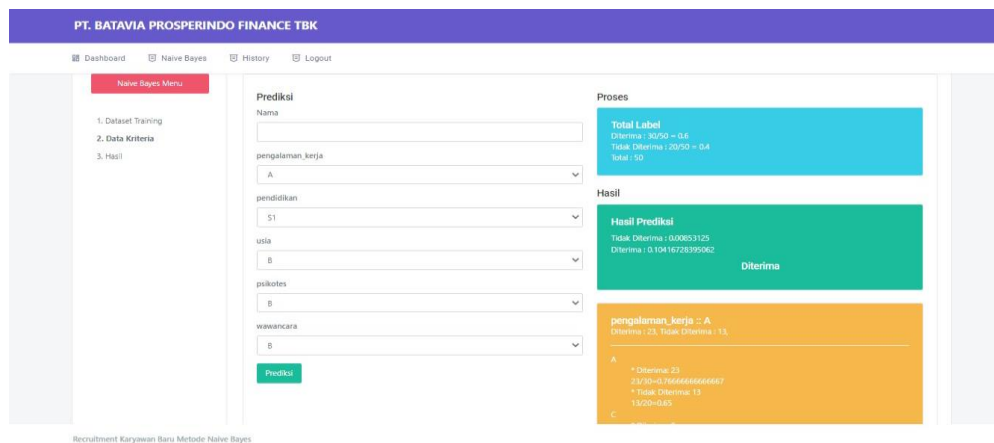 PT. BATAVIA PROSPERINDO FINANCE TBK
Dashboard
Naive Bayes
History
Logout
Naive Bayes Menu
1. Dataset Training
2. Data Kriteria
3. Hasil
Prediksi
Nama
pengalaman_kerja
A
pendidikan
S1
usia
B
psikotes
B
wawancara
B
Prediksi
Proses
Total Label
Diterima : 30/50 = 0.6
Tidak Diterima : 20/50 = 0.4
Total : 50
Hasil
Hasil Prediksi
Tidak Diterima : 0.00853125
Diterima : 0.10416728395062
Diterima
pengalaman_kerja :: A
Diterima : 23, Tidak Diterima : 13,
A
* Diterima: 23
23/30=0.76666666666667
* Tidak Diterima: 13
13/20=0.65
C
Recruitment Karyawan Baru Metode Naive Bayes